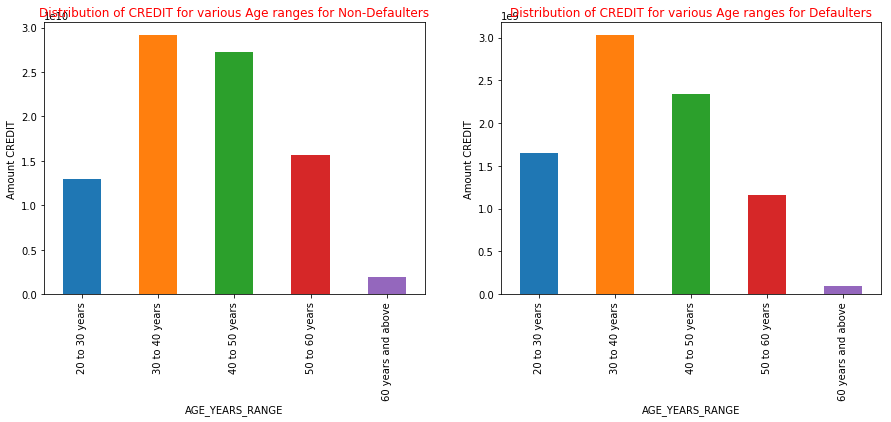 Distribution of CREDIT for various Age ranges for Non-Defaulters
1e10
3.0
2.5
2.0
1.5
1.0
0.5
0.0
Amount CREDIT
20 to 30 years
30 to 40 years
40 to 50 years
50 to 60 years
60 years and above
AGE_YEARS_RANGE
Distribution of CREDIT for various Age ranges for Defaulters
1e9
3.0
2.5
2.0
1.5
1.0
0.5
0.0
Amount CREDIT
20 to 30 years
30 to 40 years
40 to 50 years
50 to 60 years
60 years and above
AGE_YEARS_RANGE